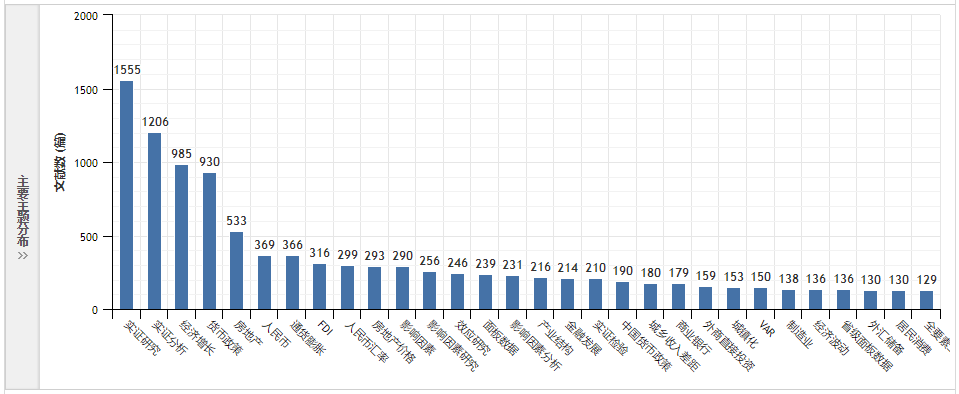 主要主题分布 >>
文献数 (篇)
2000
1500
1000
500
0
1555
1206
985
930
533
369
366
316
299
293
290
256
246
239
231
216
214
210
190
180
179
159
153
150
138
136
136
130
130
129
实证研究
实证分析
经济增长
货币政策
房地产
人民币
通货膨胀
FDI
人民币汇率
房地产价格
影响因素
影响因素研究
效应研究
面板数据
影响因素分析
产业结构
金融发展
实证检验
中国货币政策
城乡收入差距
商业银行
外商直接投资
城镇化
VAR
制造业
经济波动
省级面板数据
外汇储备
居民消费
全要素...